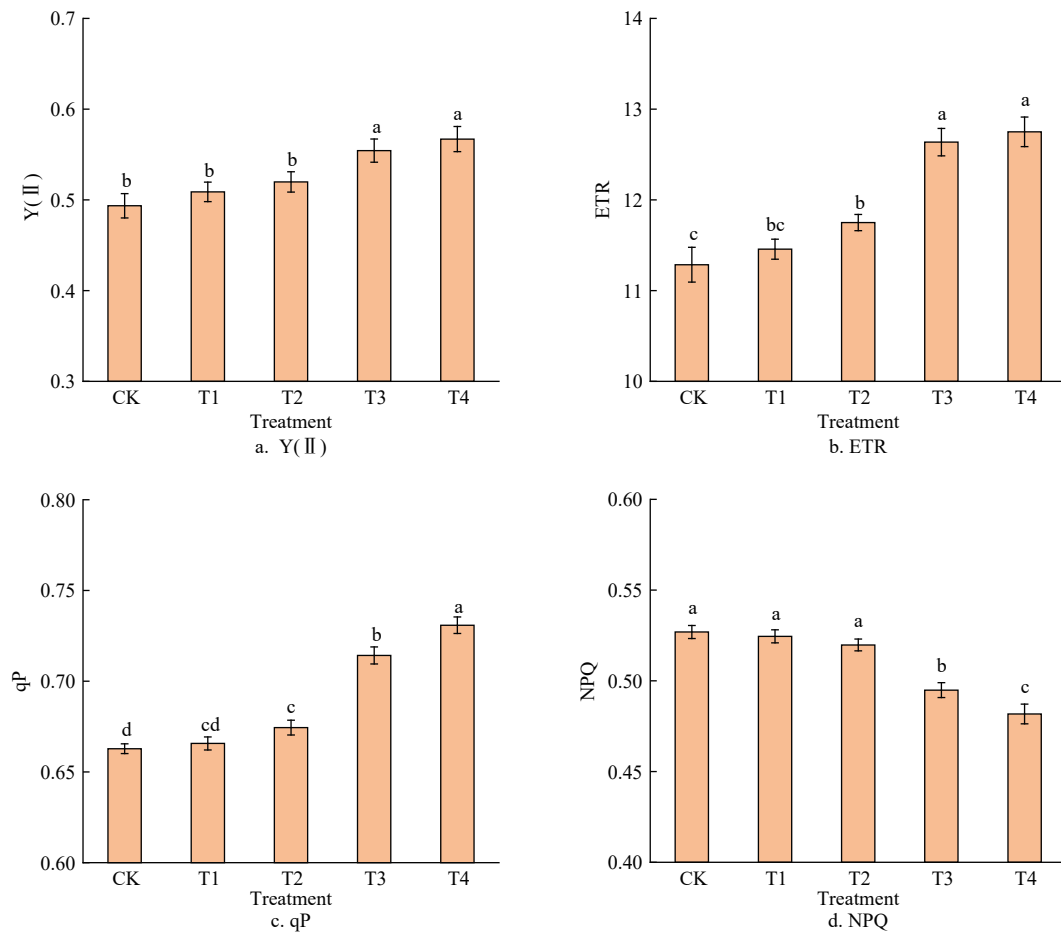 0.7
0.6
0.5
0.4
0.3
Y(Ⅱ)
b
b
b
a
a
CK T1 T2 T3 T4
Treatment
a. Y(Ⅱ)
14
13
12
11
10
ETR
c
bc
b
a
a
CK T1 T2 T3 T4
Treatment
b. ETR
0.80
0.75
0.70
0.65
0.60
qP
d
cd
c
b
a
CK T1 T2 T3 T4
Treatment
c. qP
0.60
0.55
0.50
0.45
0.40
NPQ
a
a
a
b
c
CK T1 T2 T3 T4
Treatment
d. NPQ